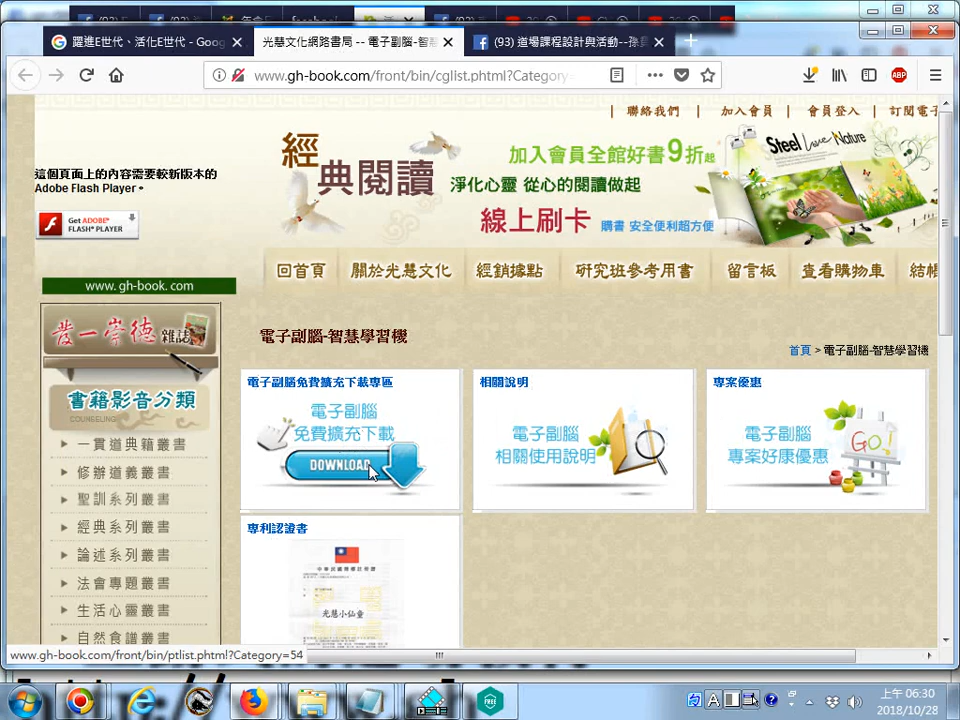 躍進E世代、活化E世代 - Goog
光慧文化網路書局 -- 電子副腦-智慧
(93) 道場課程設計與活動--孫
www.gh-book.com/front/bin/cglist.phtml?Category=
ABP
聯絡我們
加入會員
會員登入
訂閱電子
這個頁面上的內容需要較新版本的
Adobe Flash Player。
Get ADOBE®
FLASH® PLAYER
經
典閱讀
加入會員全館好書9折起
淨化心靈 從心的閱讀做起
線上刷卡 購書 安全便利超方便
Steel Love Nature
回首頁
關於光慧文化
經銷據點
研究班參考用書
留言板
查看購物車
結帳
www. gh-book. com
發一崇德 雜誌
書籍影音分類
COUNSELING
一貫道典籍叢書
修辦道義叢書
聖訓系列叢書
經典系列叢書
論述系列叢書
法會專題叢書
生活心靈叢書
自然食譜叢書
電子副腦-智慧學習機
首頁 > 電子副腦-智慧學習機
電子副腦免費擴充下載專區
電子副腦
免費擴充下載
DOWNLOAD
相關說明
電子副腦
相關使用說明
專案優惠
電子副腦
專案好康優惠
GO!
專利認證書
光慧小仙童
www.gh-book.com/front/bin/ptlist.phtml?Category=54
FREE
A
上午 06:30
2018/10/28